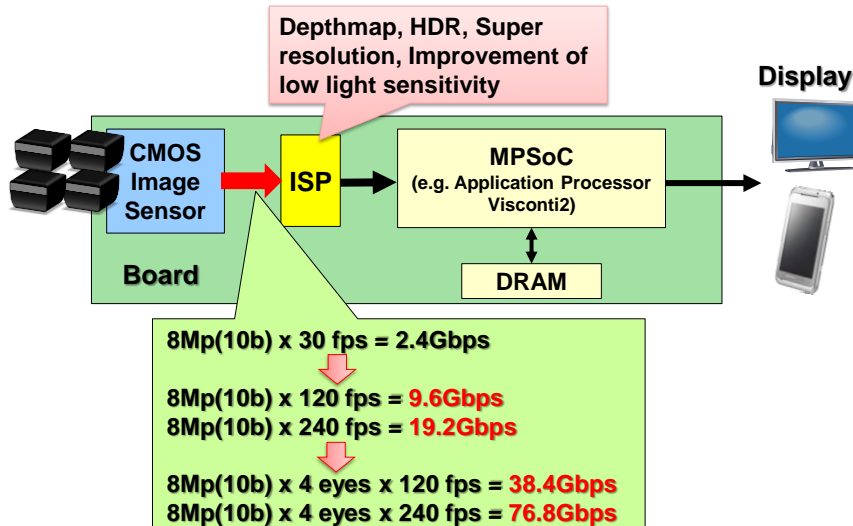 Depthmap, HDR, Super
resolution, Improvement of
low light sensitivity
Display
CMOS
Image
Sensor
ISP
MPSoC
(e.g. Application Processor
Visconti2)
Board
DRAM
8Mp(10b) x 30 fps = 2.4Gbps
8Mp(10b) x 120 fps = 9.6Gbps
8Mp(10b) x 240 fps = 19.2Gbps
8Mp(10b) x 4 eyes x 120 fps = 38.4Gbps
8Mp(10b) x 4 eyes x 240 fps = 76.8Gbps